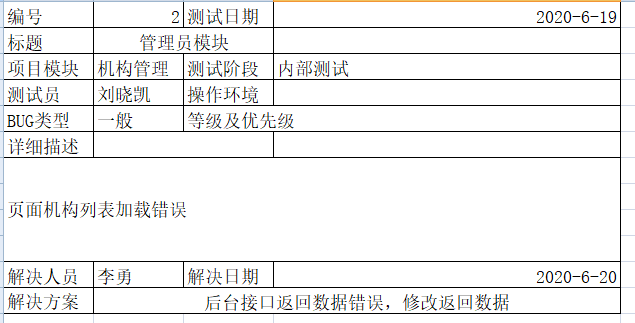 编号 2 测试日期 2020-6-19
标题 管理员模块
项目模块 机构管理 测试阶段 内部测试
测试员 刘晓凯 操作环境
BUG类型 一般 等级及优先级
详细描述
页面机构列表加载错误
解决人员 李勇 解决日期 2020-6-20
解决方案 后台接口返回数据错误，修改返回数据